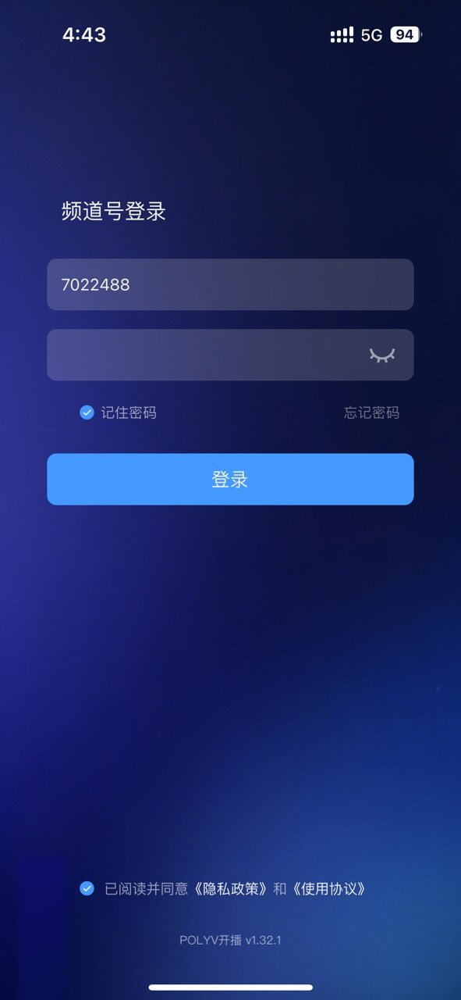 4:43
5G 94
频道号登录
7022488
记住密码
忘记密码
登录
已阅读并同意《隐私政策》和《使用协议》
POLYV开播 v1.32.1